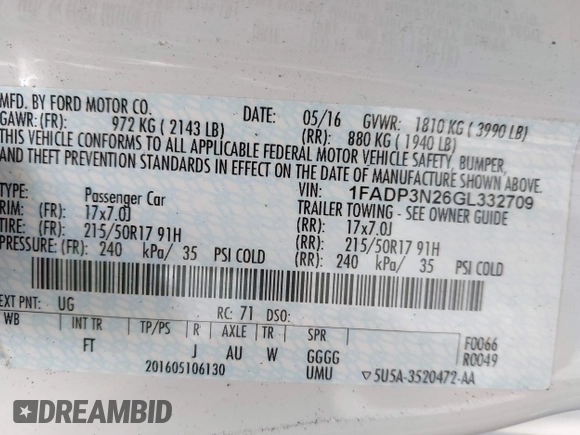 MFD. BY FORD MOTOR CO.
DATE: 05/16 GVWR: 1810 KG ( 3990 LB)
GAWR: (FR): 972 KG ( 2143 LB) (RR): 880 KG ( 1940 LB)
THIS VEHICLE CONFORMS TO ALL APPLICABLE FEDERAL MOTOR VEHICLE SAFETY, BUMPER,
AND THEFT PREVENTION STANDARDS IN EFFECT ON THE DATE OF MANUFACTURE SHOWN ABOVE.
VIN: 1FADP3N26GL332709
TYPE: Passenger Car TRAILER TOWING - SEE OWNER GUIDE
RIM: (FR): 17x7.0J (RR): 17x7.0J
TIRE: (FR): 215/50R17 91H (RR): 215/50R17 91H
PRESSURE: (FR): 240 kPa/ 35 PSI COLD (RR): 240 kPa/ 35 PSI COLD
EXT PNT: UG RC: 71 DSO:
WB INT TR TP/PS R AXLE TR SPR F0066
FT J AU W GGGG R0049
201605106130 UMU ▽5U5A-3520472-AA
DREAMBID